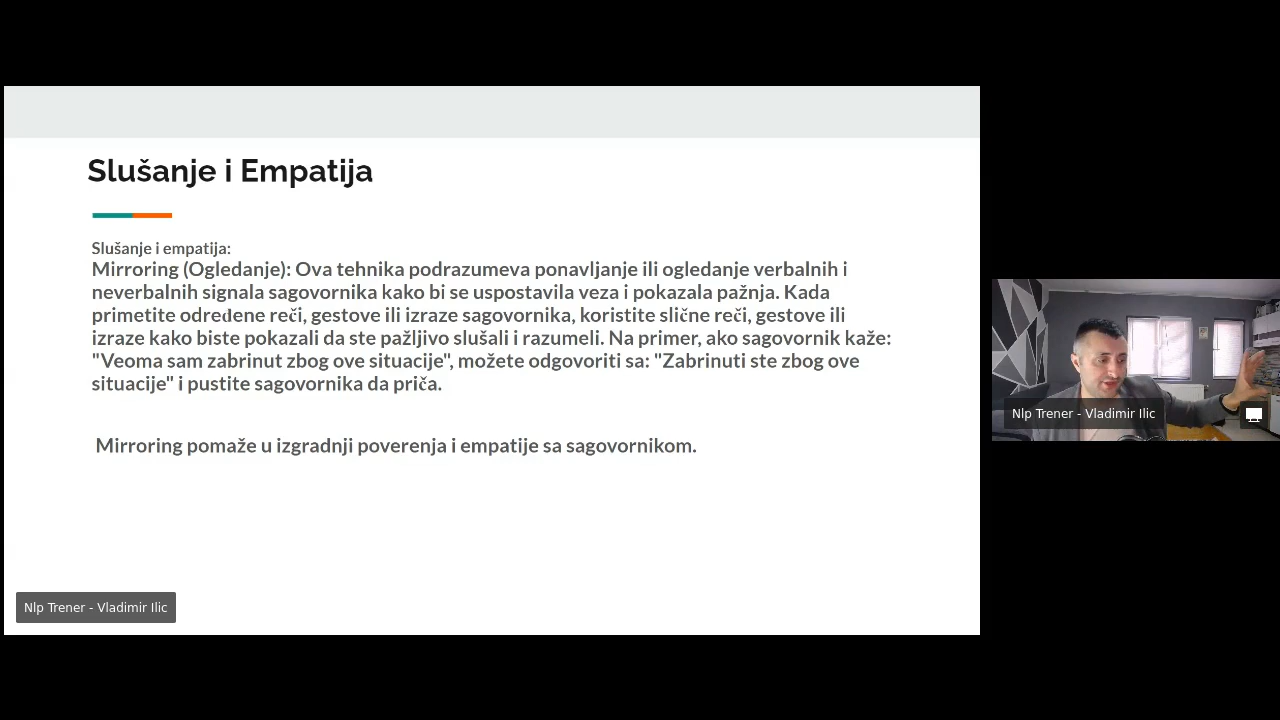 Slušanje i Empatija
Slušanje i empatija:
Mirroring (Ogledanje): Ova tehnika podrazumeva ponavljanje ili ogledanje verbalnih i
neverbalnih signala sagovornika kako bi se uspostavila veza i pokazala pažnja. Kada
primetite određene reči, gestove ili izraze sagovornika, koristite slične reči, gestove ili
izraze kako biste pokazali da ste pažljivo slušali i razumeli. Na primer, ako sagovornik kaže:
"Veoma sam zabrinut zbog ove situacije", možete odgovoriti sa: "Zabrinuti ste zbog ove
situacije" i pustite sagovornika da priča.
Mirroring pomaže u izgradnji poverenja i empatije sa sagovornikom.
Nlp Trener - Vladimir Ilic
Nlp Trener - Vladimir Ilic